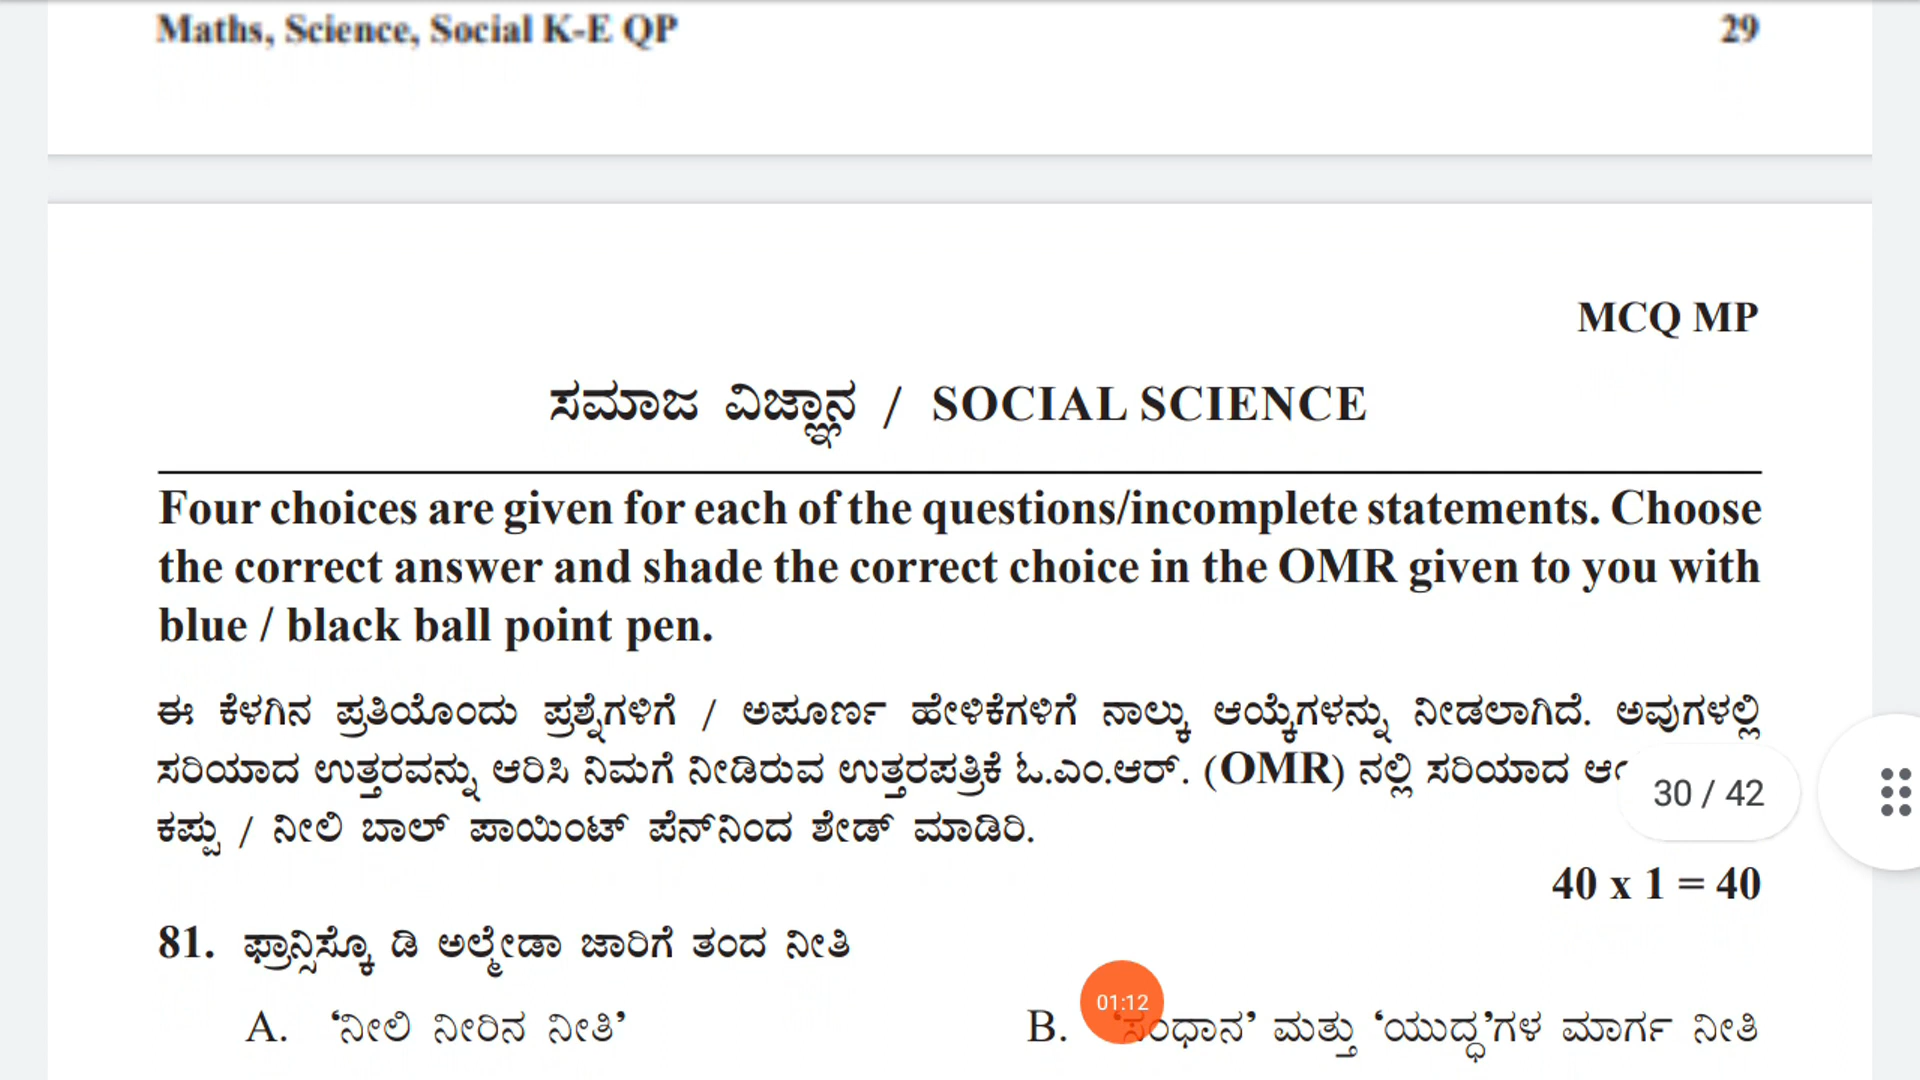 Maths, Science, Social K-E QP 29
MCQ MP
ಸಮಾಜ ವಿಜ್ಞಾನ / SOCIAL SCIENCE
Four choices are given for each of the questions/incomplete statements. Choose
the correct answer and shade the correct choice in the OMR given to you with
blue / black ball point pen.
ಈ ಕೆಳಗಿನ ಪ್ರತಿಯೊಂದು ಪ್ರಶ್ನೆಗಳಿಗೆ / ಅಪೂರ್ಣ ಹೇಳಿಕೆಗಳಿಗೆ ನಾಲ್ಕು ಆಯ್ಕೆಗಳನ್ನು ನೀಡಲಾಗಿದೆ. ಅವುಗಳಲ್ಲಿ
ಸರಿಯಾದ ಉತ್ತರವನ್ನು ಆರಿಸಿ ನಿಮಗೆ ನೀಡಿರುವ ಉತ್ತರಪತ್ರಿಕೆ ಓ.ಎಂ.ಆರ್. (OMR) ನಲ್ಲಿ ಸರಿಯಾದ
30 / 42
ಕಪ್ಪು / ನೀಲಿ ಬಾಲ್ ಪಾಯಿಂಟ್ ಪೆನ್‌ನಿಂದ ಶೇಡ್ ಮಾಡಿರಿ.
40 x 1 = 40
81. ಫ್ರಾನ್ಸಿಸ್ಕೊ ಡಿ ಅಲ್ಮೇಡಾ ಜಾರಿಗೆ ತಂದ ನೀತಿ
01:12
A. ‘ನೀಲಿ ನೀರಿನ ನೀತಿ’ B. ‘ಸಂಧಾನ’ ಮತ್ತು ‘ಯುದ್ಧ’ಗಳ ಮಾರ್ಗ ನೀತಿ